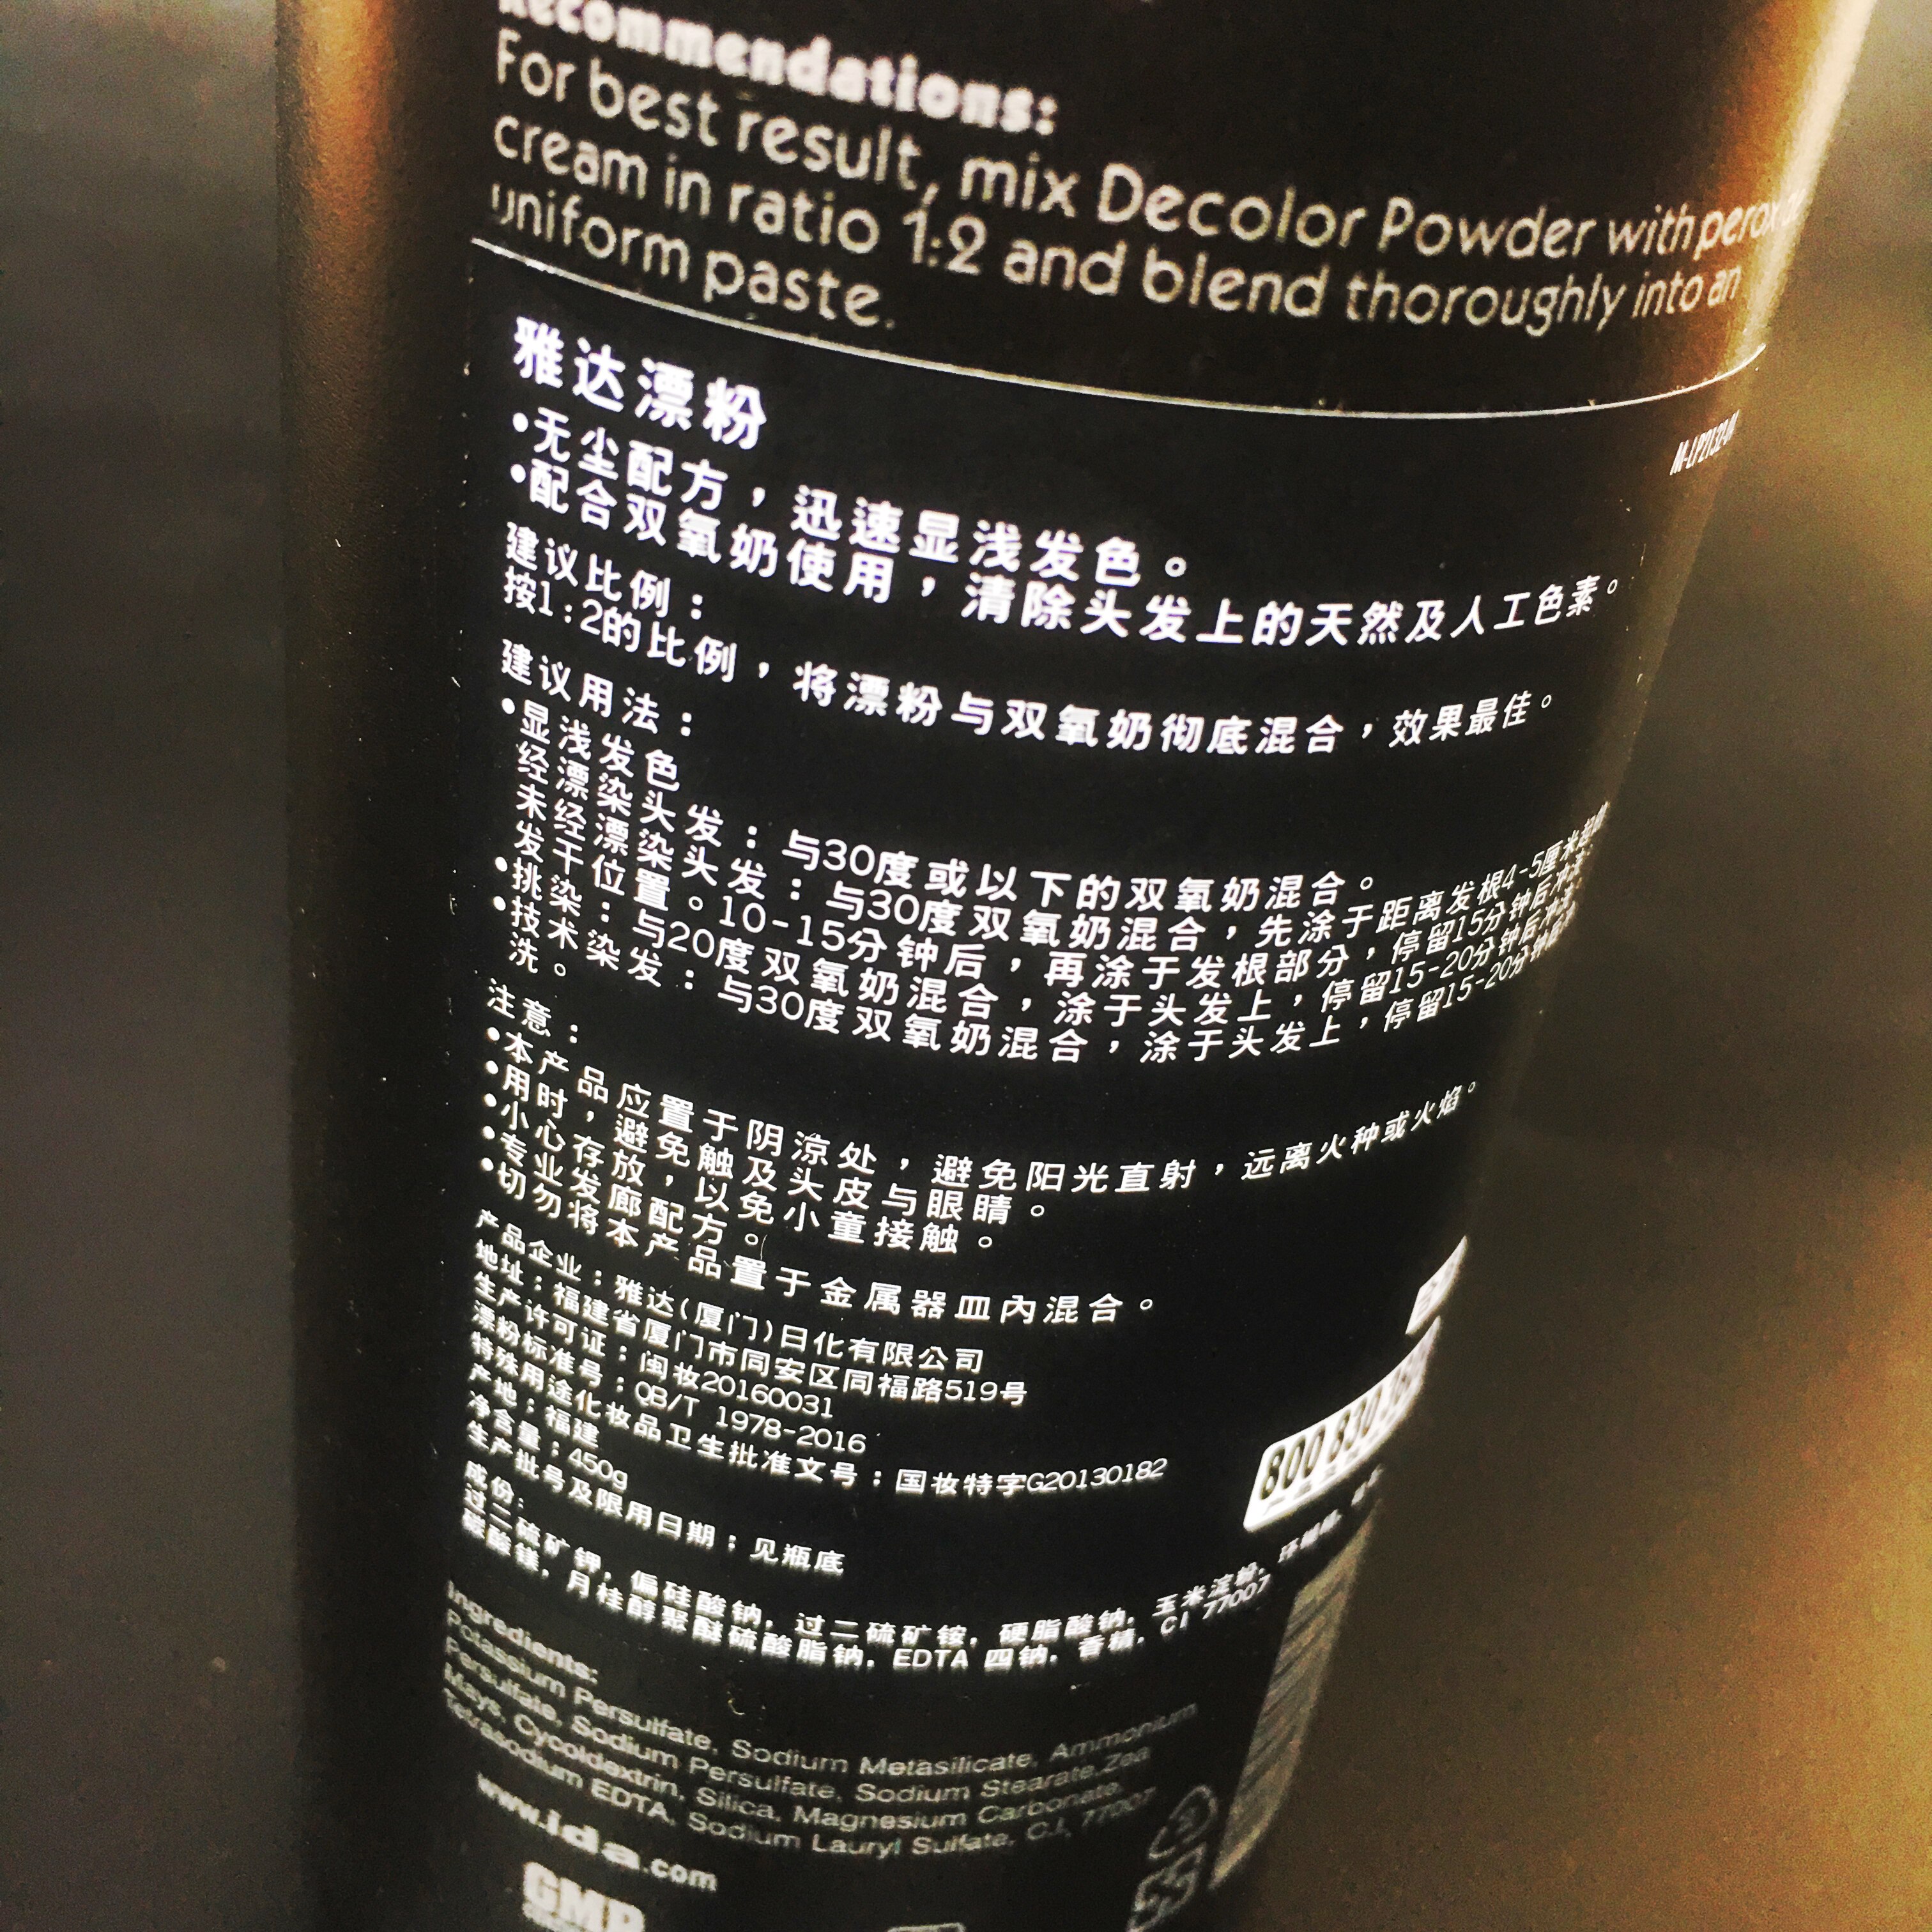 Recommendations:
For best result, mix Decolor Powder with
cream in ratio 1:2 and blend thoroughly into an
uniform paste.
雅达漂粉
•无尘配方，迅速显浅发色。
•配合双氧奶使用，清除头发上的天然及人工色素。
建议比例：
按1:2的比例，将漂粉与双氧奶彻底混合，效果最佳。
建议用法：
•显浅发色
经漂染头发：与30度或以下的双氧奶混合。
未经漂染头发：与30度双氧奶混合，先涂于距离发根4-5厘米
发干位置。10-15分钟后，再涂于发根部分，停留15分钟后冲洗
•挑染：与20度双氧奶混合，涂于头发上，停留15-20分钟后冲洗
•技术染发：与30度双氧奶混合，涂于头发上，停留15-20分钟
洗。
注意：
•本产品应置于阴凉处，避免阳光直射，远离火种或火焰。
•用时，避免触及头皮与眼睛。
•小心存放，以免小童接触。
•专业发廊配方。
•切勿将本产品置于金属器皿內混合。
产品企业：雅达(厦门)日化有限公司
地址：福建省厦门市同安区同福路519号
生产许可证：闽妆20160031
漂粉标准号：QB/T 1978-2016
特殊用途化妆品卫生批准文号：国妆特字G20130182
产地：福建
净含量：450g
生产批号及限用日期：见瓶底
800 830
成份:
过二硫矿钾, 偏硅酸钠, 过二硫矿铵, 硬脂酸钠, 玉米淀粉,
碳酸镁, 月桂醇聚醚硫酸脂钠, EDTA 四钠, 香精, CI 77007
Ingredients:
Potassium Persulfate, Sodium Metasilicate, Ammonium
Persulfate, Sodium Persulfate, Sodium Stearate,Zea
Mays, Cycoldextrin, Silica, Magnesium Carbonate,
Tetrasodium EDTA, Sodium Lauryl Sulfate, C.I. 77007
www.ida.com
GMP